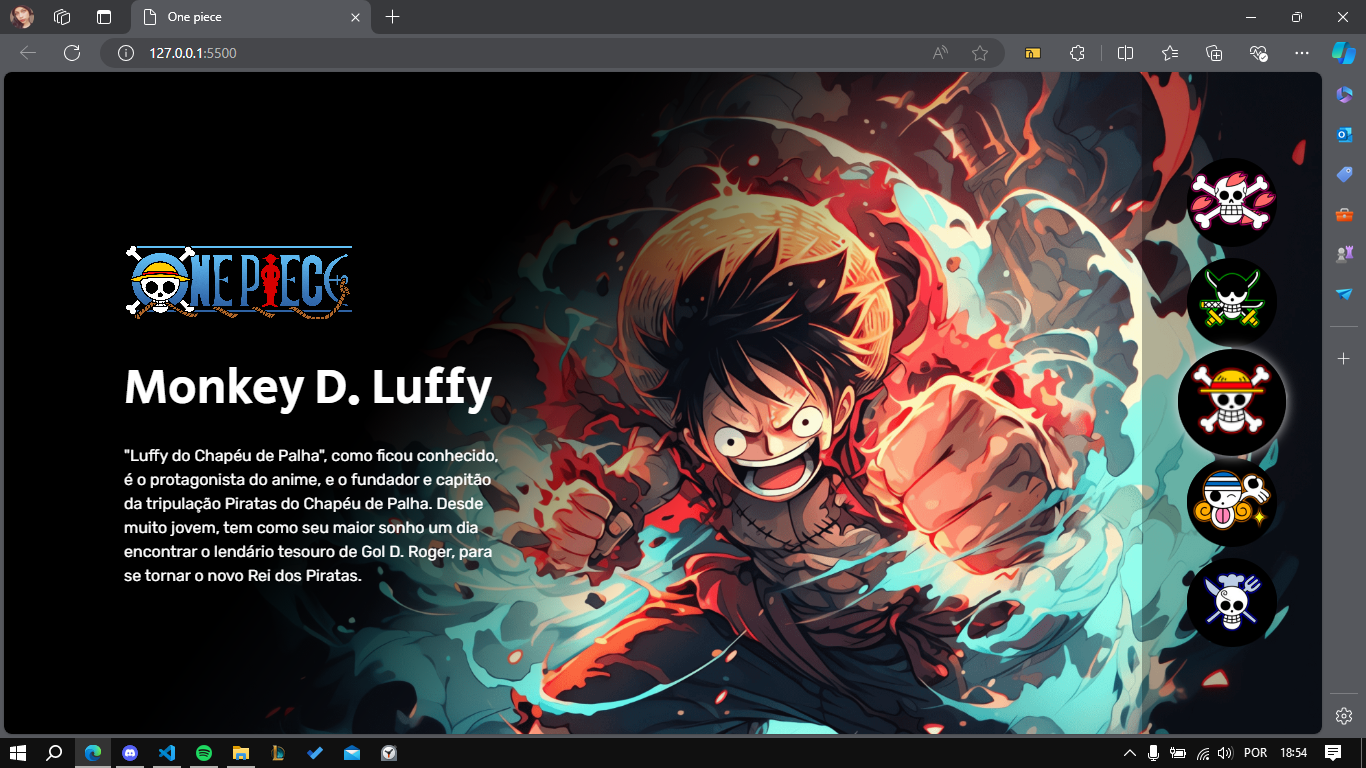 One piece
127.0.0.1:5500
ONE PIECE
Monkey D. Luffy
"Luffy do Chapéu de Palha", como ficou conhecido,
é o protagonista do anime, e o fundador e capitão
da tripulação Piratas do Chapéu de Palha. Desde
muito jovem, tem como seu maior sonho um dia
encontrar o lendário tesouro de Gol D. Roger, para
se tornar o novo Rei dos Piratas.
POR
18:54